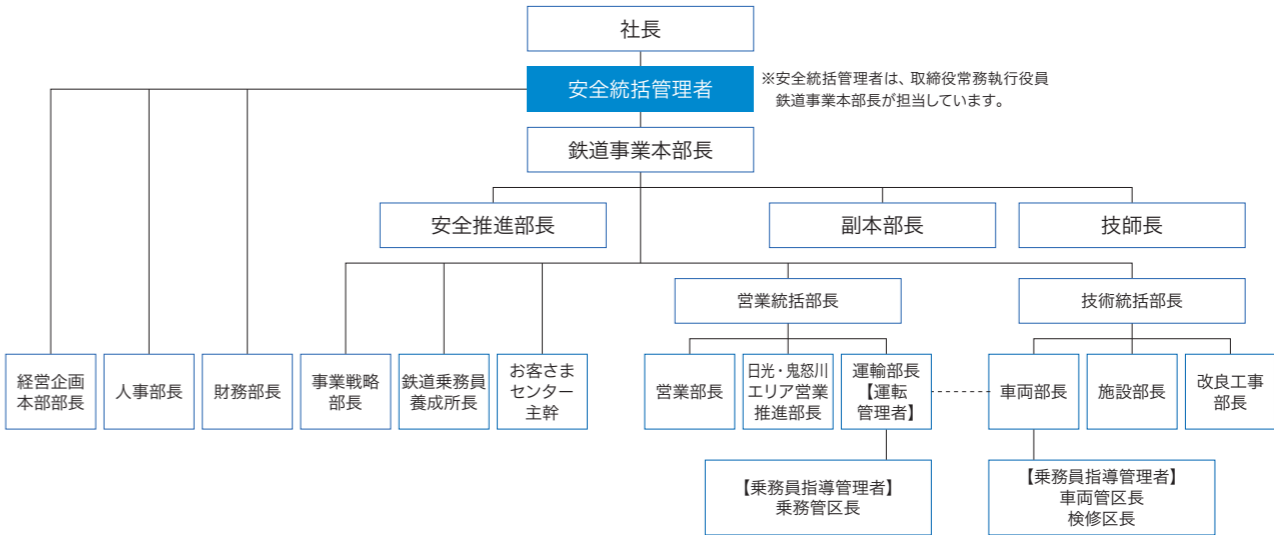 社長
安全統括管理者
※安全統括管理者は、取締役常務執行役員
鉄道事業本部長が担当しています。
鉄道事業本部長
安全推進部長
副本部長
技師長
営業統括部長
技術統括部長
経営企画
本部部長
人事部長
財務部長
事業戦略
部長
鉄道乗務員
養成所長
お客さま
センター
主幹
営業部長
日光・鬼怒川
エリア営業
推進部長
運輸部長
【運転
管理者】
車両部長
施設部長
改良工事
部長
【乗務員指導管理者】
乗務管区長
【乗務員指導管理者】
車両管区長
検修区長